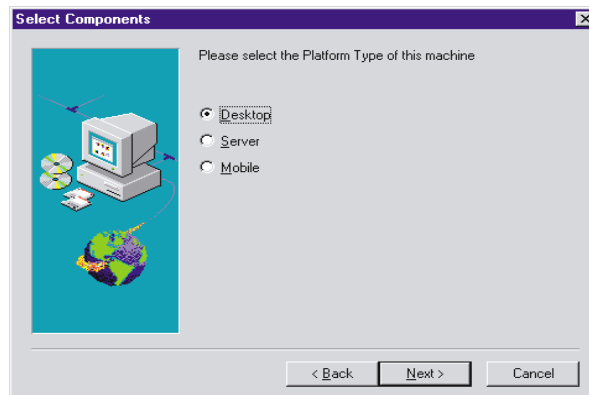 Select Components
Please select the Platform Type of this machine
Desktop
Server
Mobile
< Back
Next >
Cancel